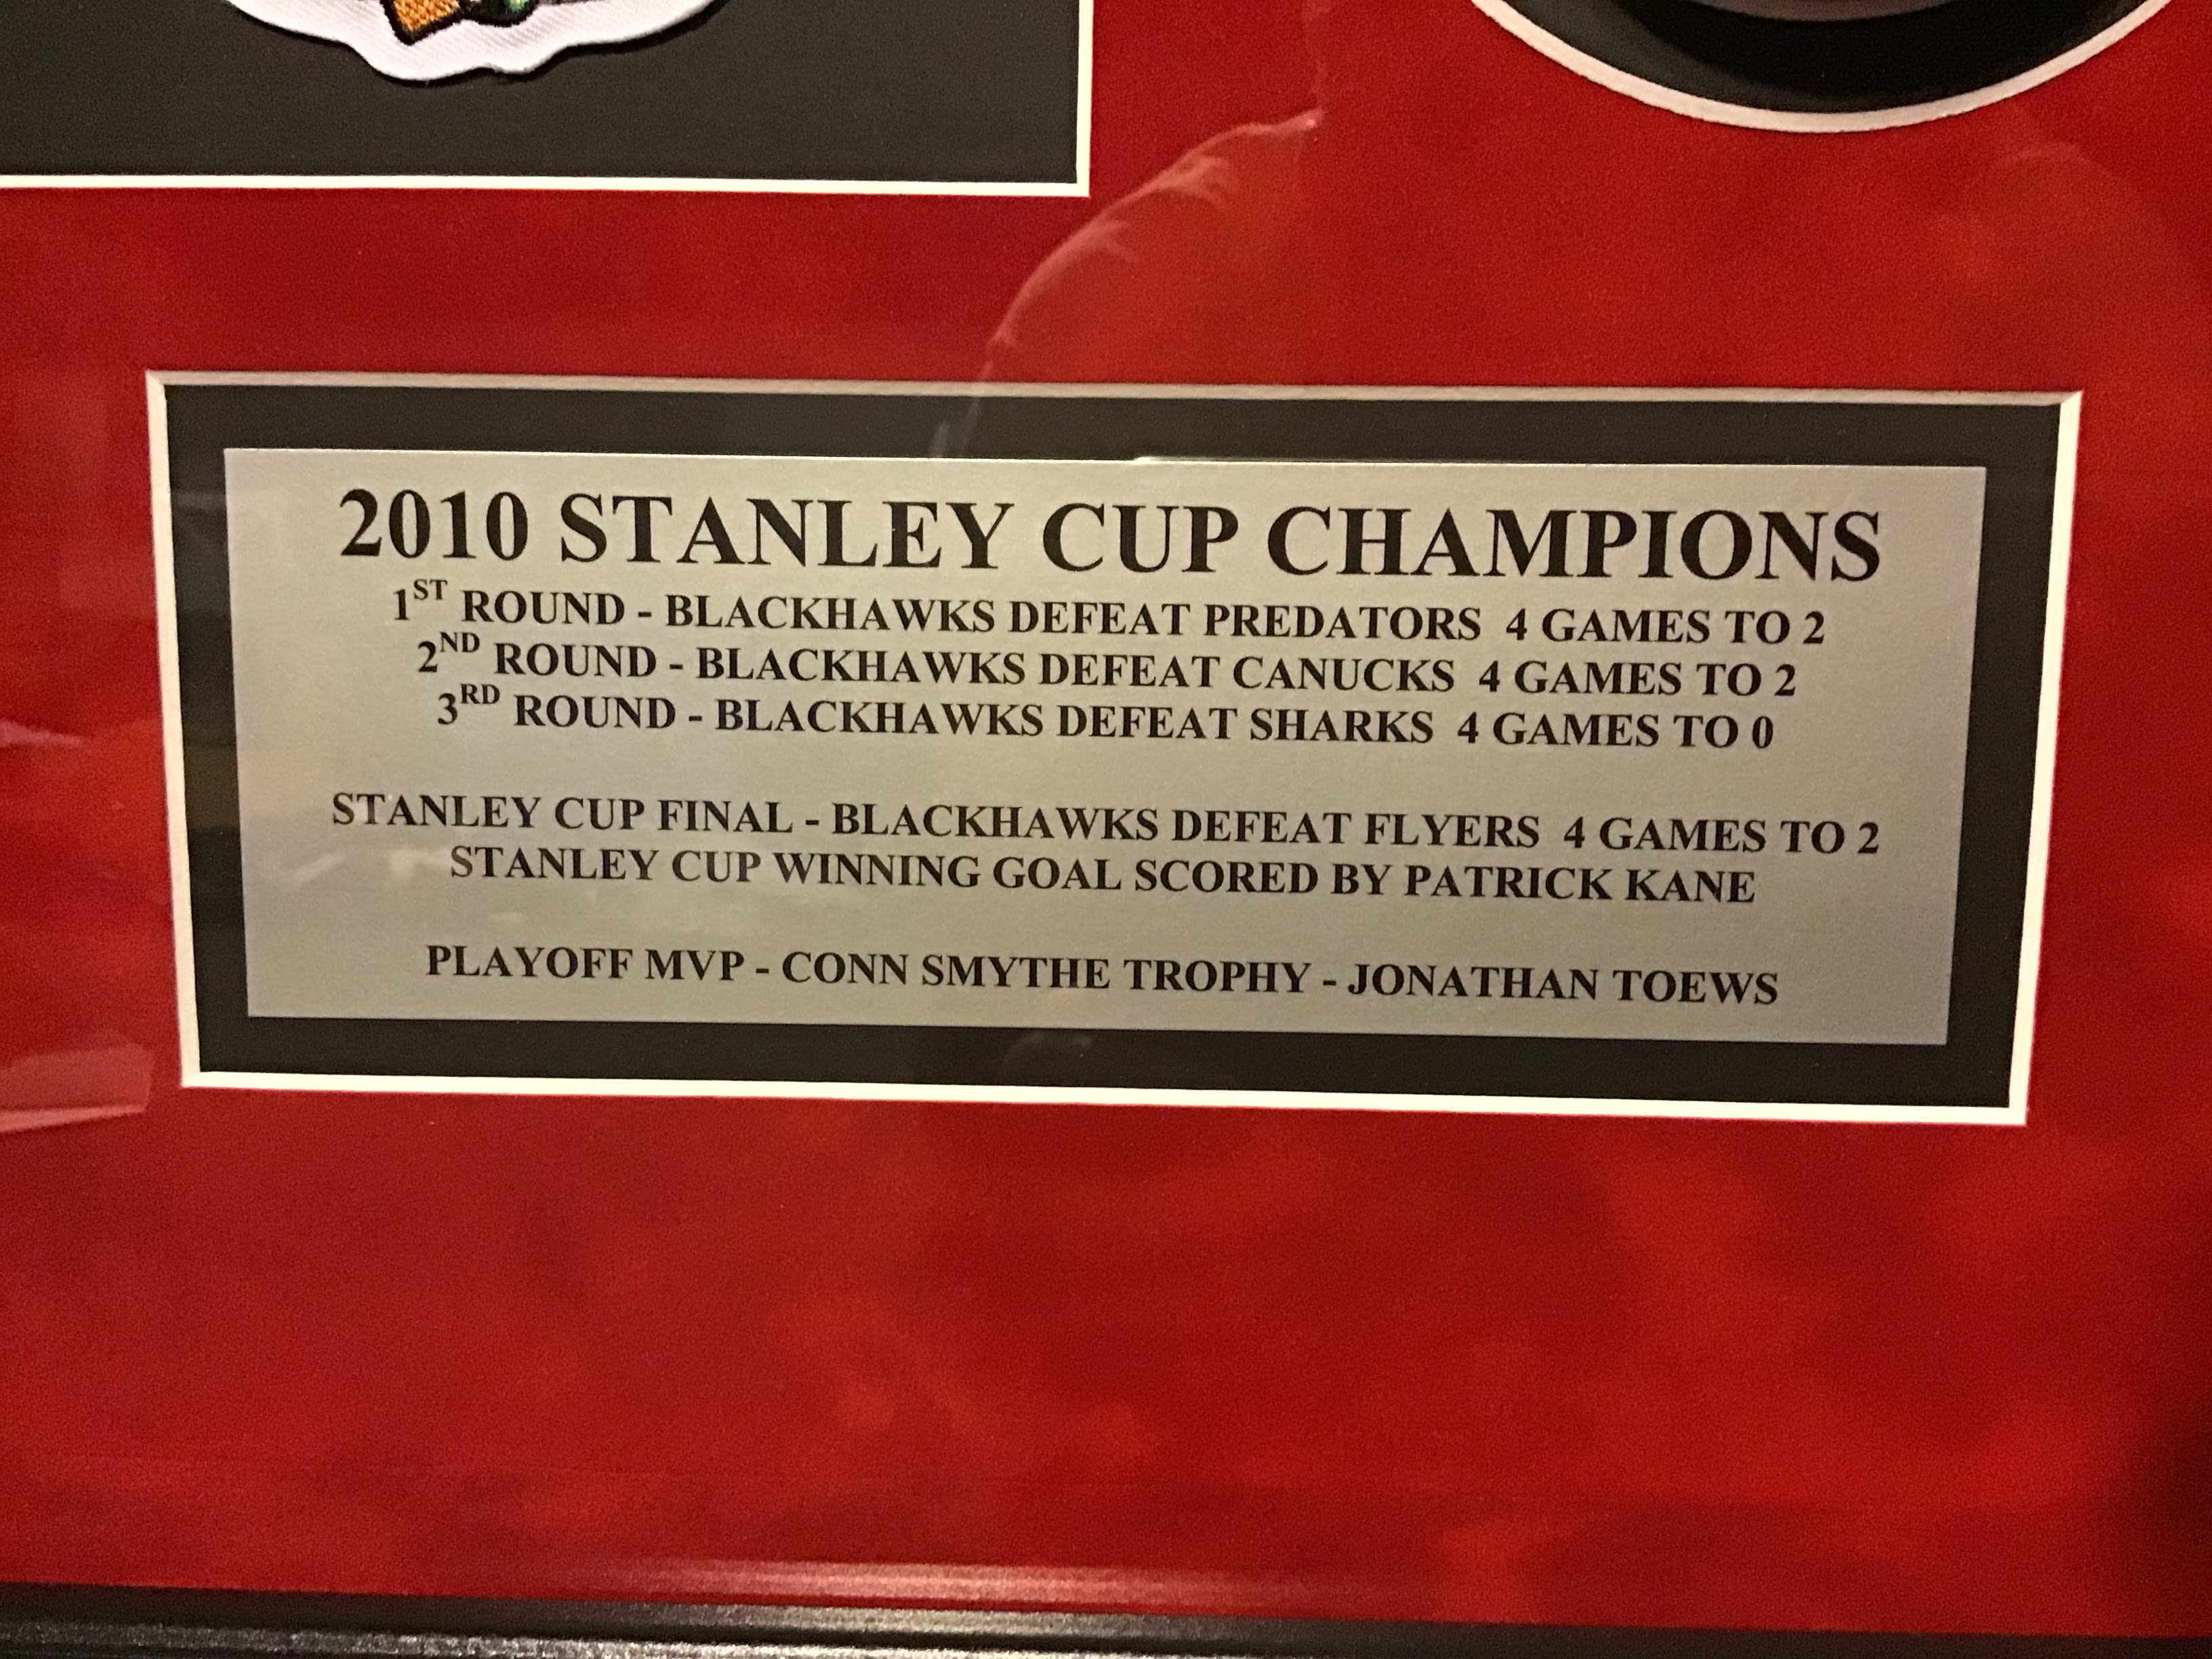 2010 STANLEY CUP CHAMPIONS
1ST ROUND - BLACKHAWKS DEFEAT PREDATORS 4 GAMES TO 2
2ND ROUND - BLACKHAWKS DEFEAT CANUCKS 4 GAMES TO 2
3RD ROUND - BLACKHAWKS DEFEAT SHARKS 4 GAMES TO 0
STANLEY CUP FINAL - BLACKHAWKS DEFEAT FLYERS 4 GAMES TO 2
STANLEY CUP WINNING GOAL SCORED BY PATRICK KANE
PLAYOFF MVP - CONN SMYTHE TROPHY - JONATHAN TOEWS